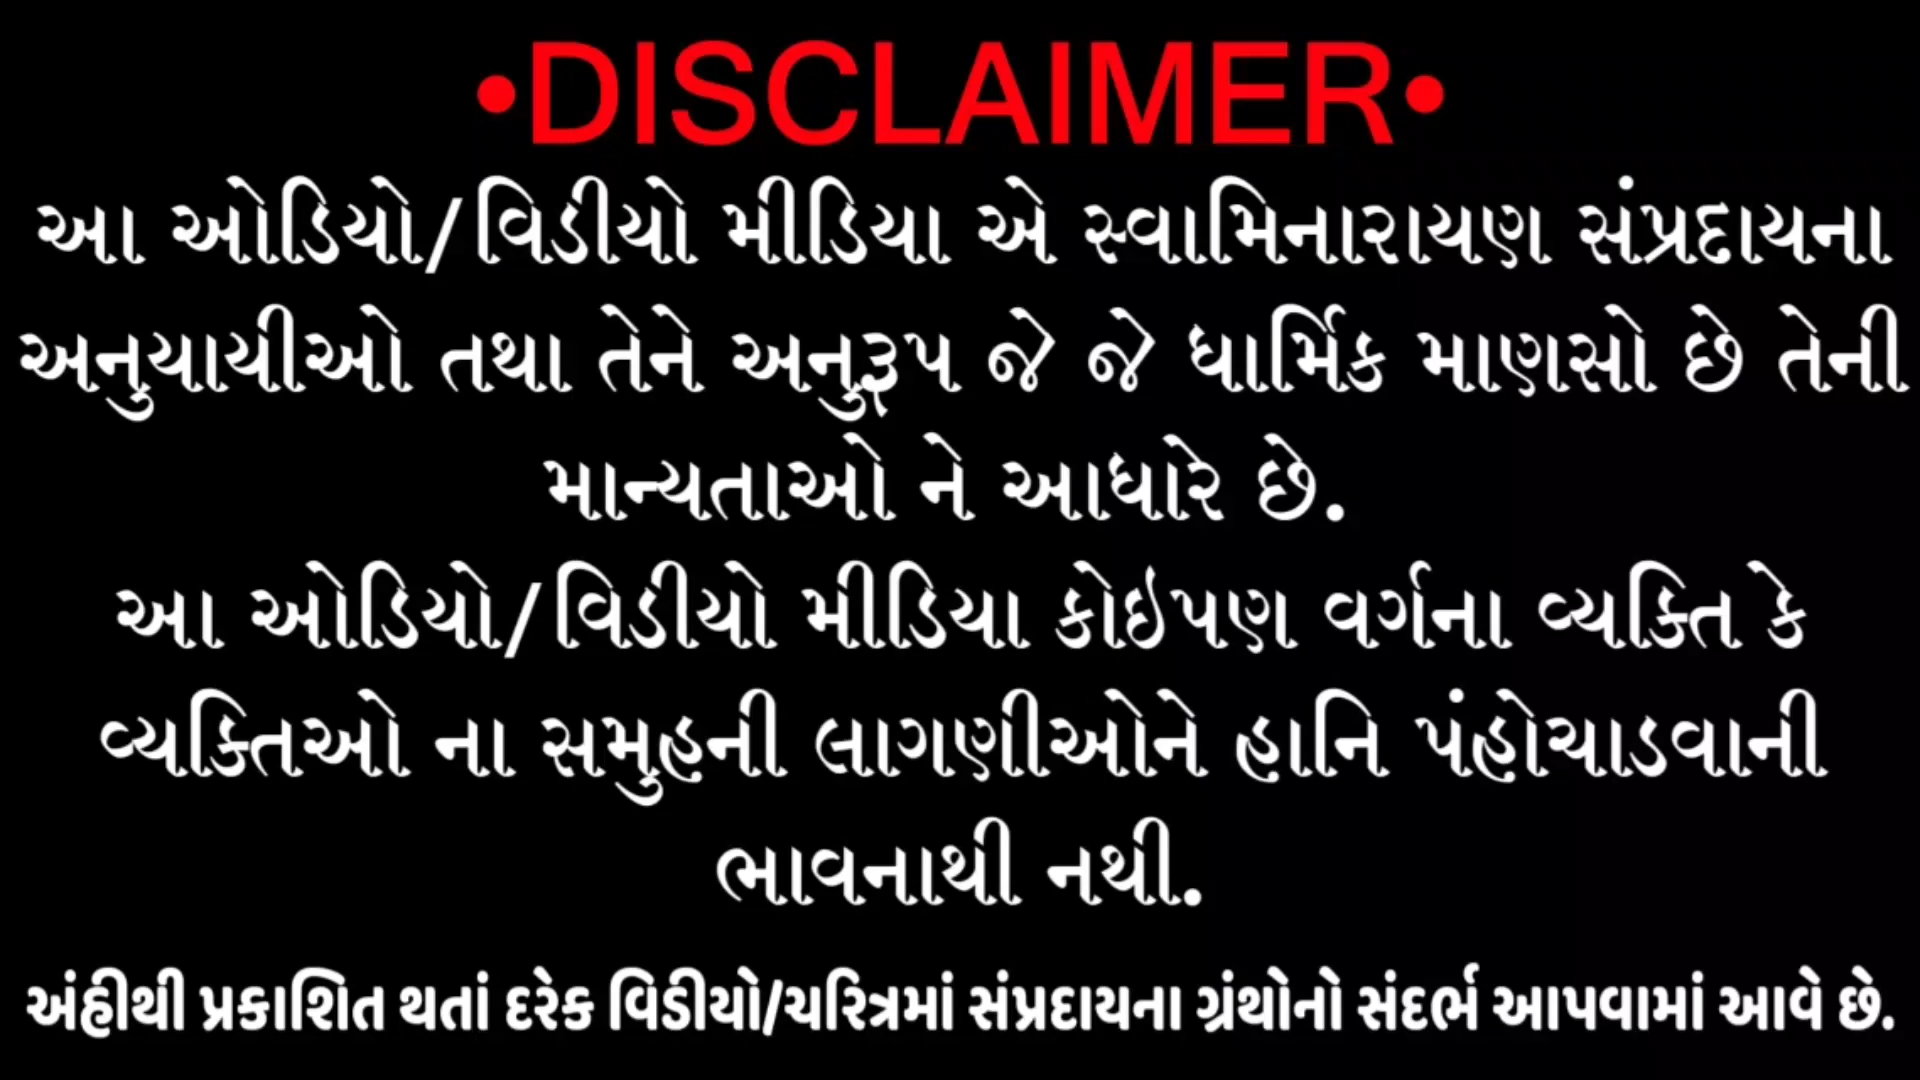 •DISCLAIMER•
આ ઓડિયો/વિડીયો મીડિયા એ સ્વામિનારાયણ સંપ્રદાયના
અનુયાયીઓ તથા તેને અનુરૂપ જે જે ધાર્મિક માણસો છે તેની
માન્યતાઓ ને આધારે છે.
આ ઓડિયો/વિડીયો મીડિયા કોઇપણ વર્ગના વ્યક્તિ કે
વ્યક્તિઓ ના સમુહની લાગણીઓને હાનિ પંહોચાડવાની
ભાવનાથી નથી.
અંહીથી પ્રકાશિત થતાં દરેક વિડીયો/ચરિત્રમાં સંપ્રદાયના ગ્રંથોનો સંદર્ભ આપવામાં આવે છે.